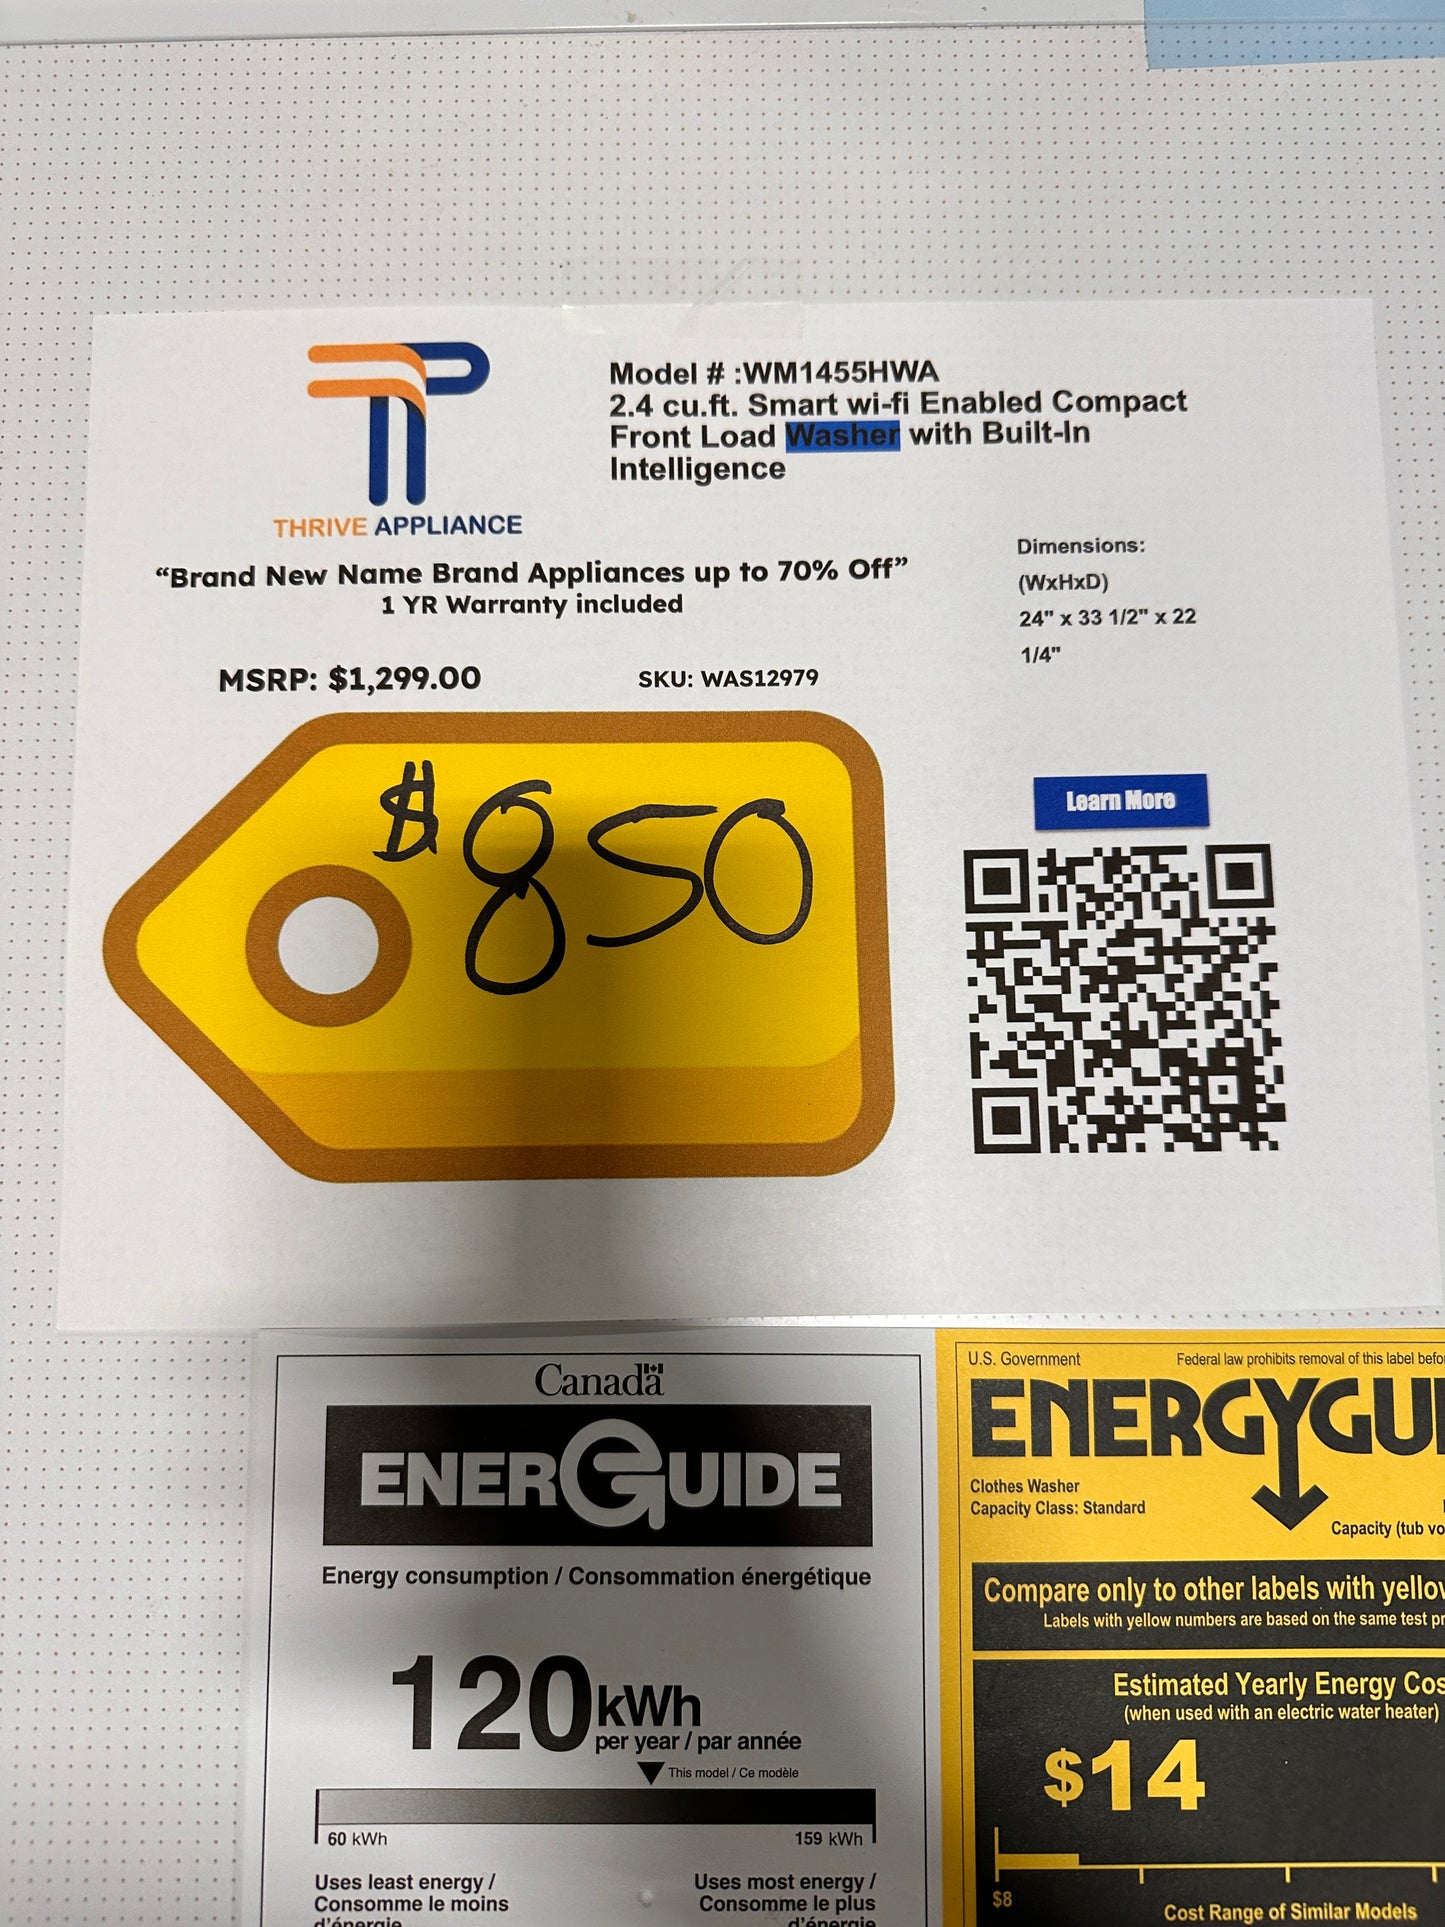 THRIVE APPLIANCE
Model # :WM1455HWA
2.4 cu.ft. Smart wi-fi Enabled Compact
Front Load Washer with Built-In
Intelligence
"Brand New Name Brand Appliances up to 70% Off"
1 YR Warranty included
Dimensions:
(WxHxD)
24" x 33 1/2" x 22
1/4"
MSRP: $1,299.00
SKU: WAS12979
$850
Learn More
Canada
ENERGUIDE
Energy consumption / Consommation énergétique
120 kWh
per year / par année
This model / Ce modèle
60 kWh
159 kWh
Uses least energy /
Consomme le moins
d'énergie
Uses most energy /
Consomme le plus
d'énergie
U.S. Government
Federal law prohibits removal of this label
ENERGYGU
Clothes Washer
Capacity Class: Standard
Capacity (tub
Compare only to other labels with
Labels with yellow numbers are based on the same test
Estimated Yearly Energy
(when used with an electric water heater)
$14
$8
Cost Range of Similar Models